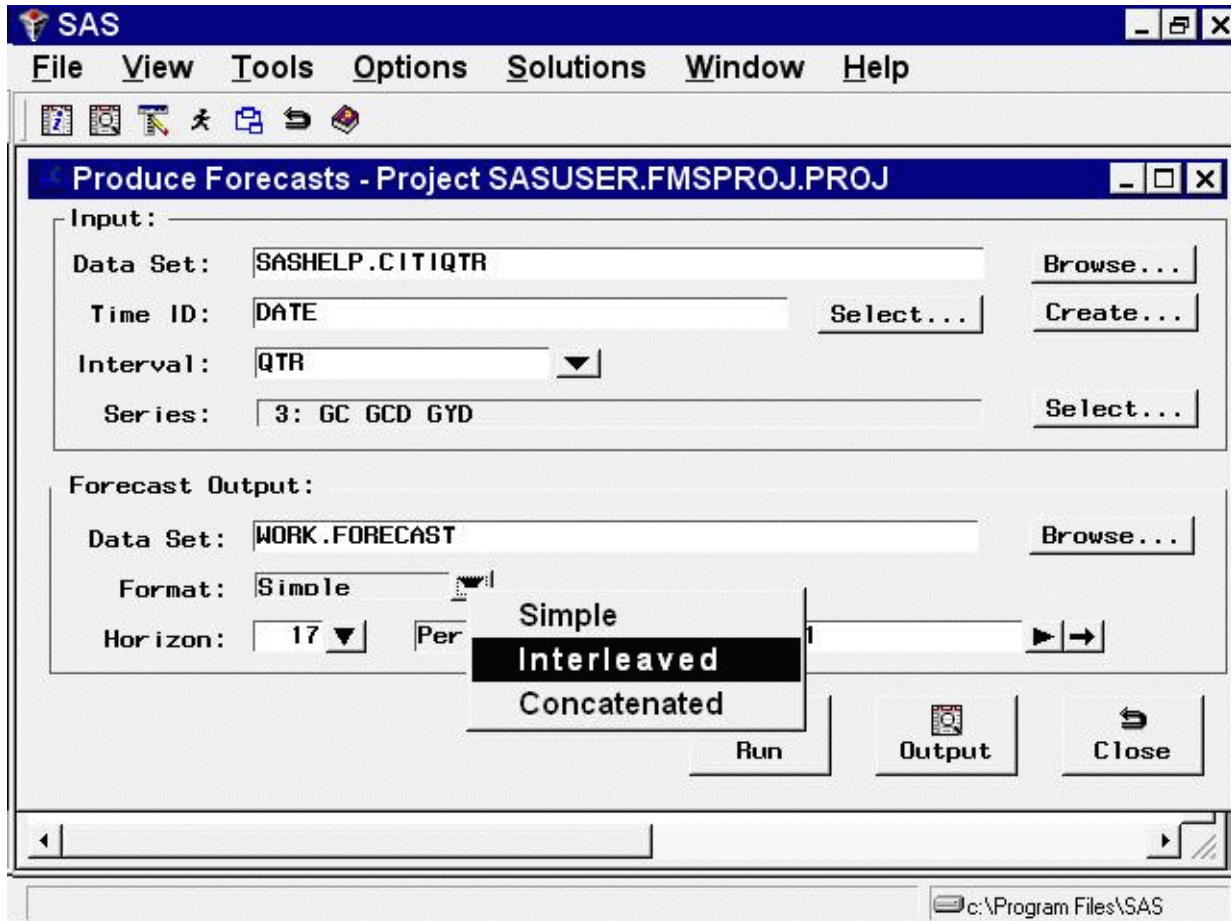 SAS
File View Tools Options Solutions Window Help
Produce Forecasts - Project SASUSER.FMSPROJ.PROJ
Input:
Data Set: SASHELP.CITIQTR Browse...
Time ID: DATE Select... Create...
Interval: QTR
Series: 3: GC GCD GYD Select...
Forecast Output:
Data Set: WORK.FORECAST Browse...
Format: Simple
Simple
Interleaved
Concatenated
Horizon: 17 Per 1
Run Output Close
c:\Program Files\SAS